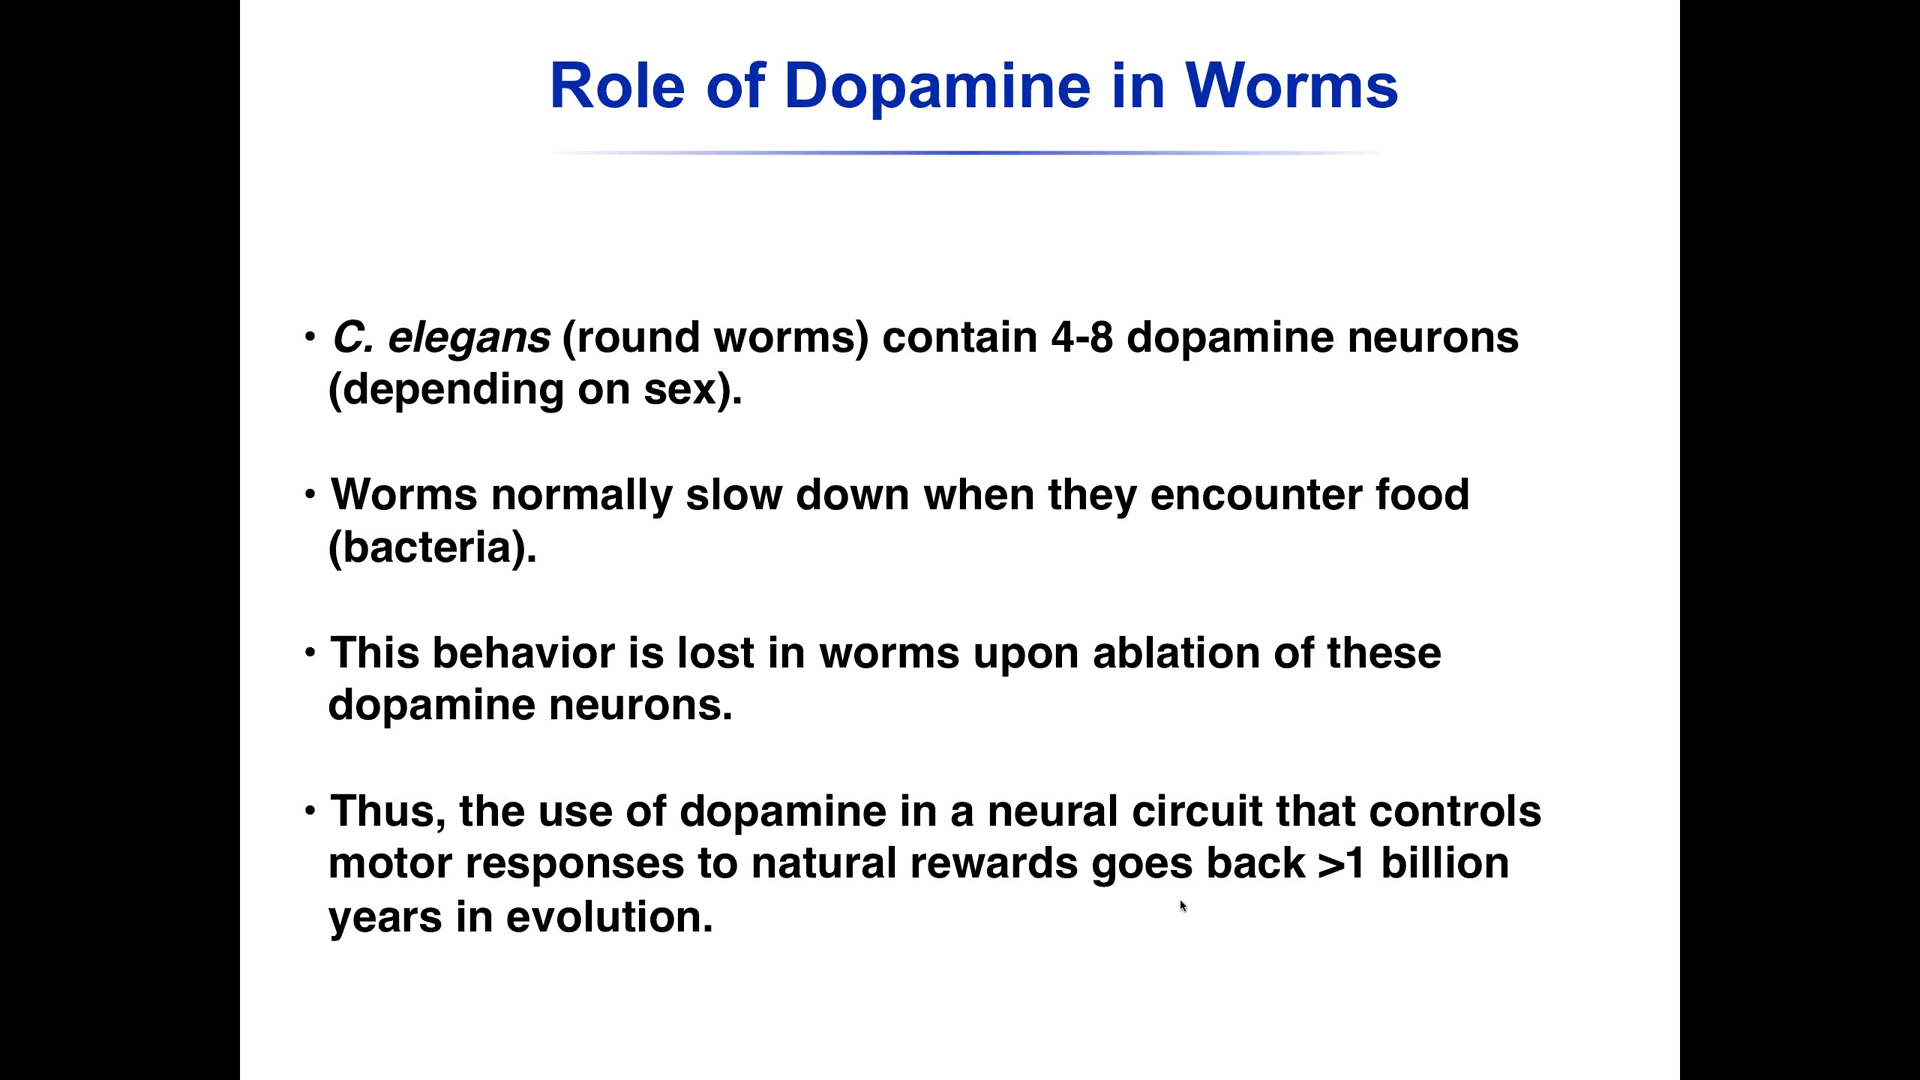 Role of Dopamine in Worms
• C. elegans (round worms) contain 4-8 dopamine neurons
(depending on sex).
• Worms normally slow down when they encounter food
(bacteria).
• This behavior is lost in worms upon ablation of these
dopamine neurons.
• Thus, the use of dopamine in a neural circuit that controls
motor responses to natural rewards goes back >1 billion
years in evolution.